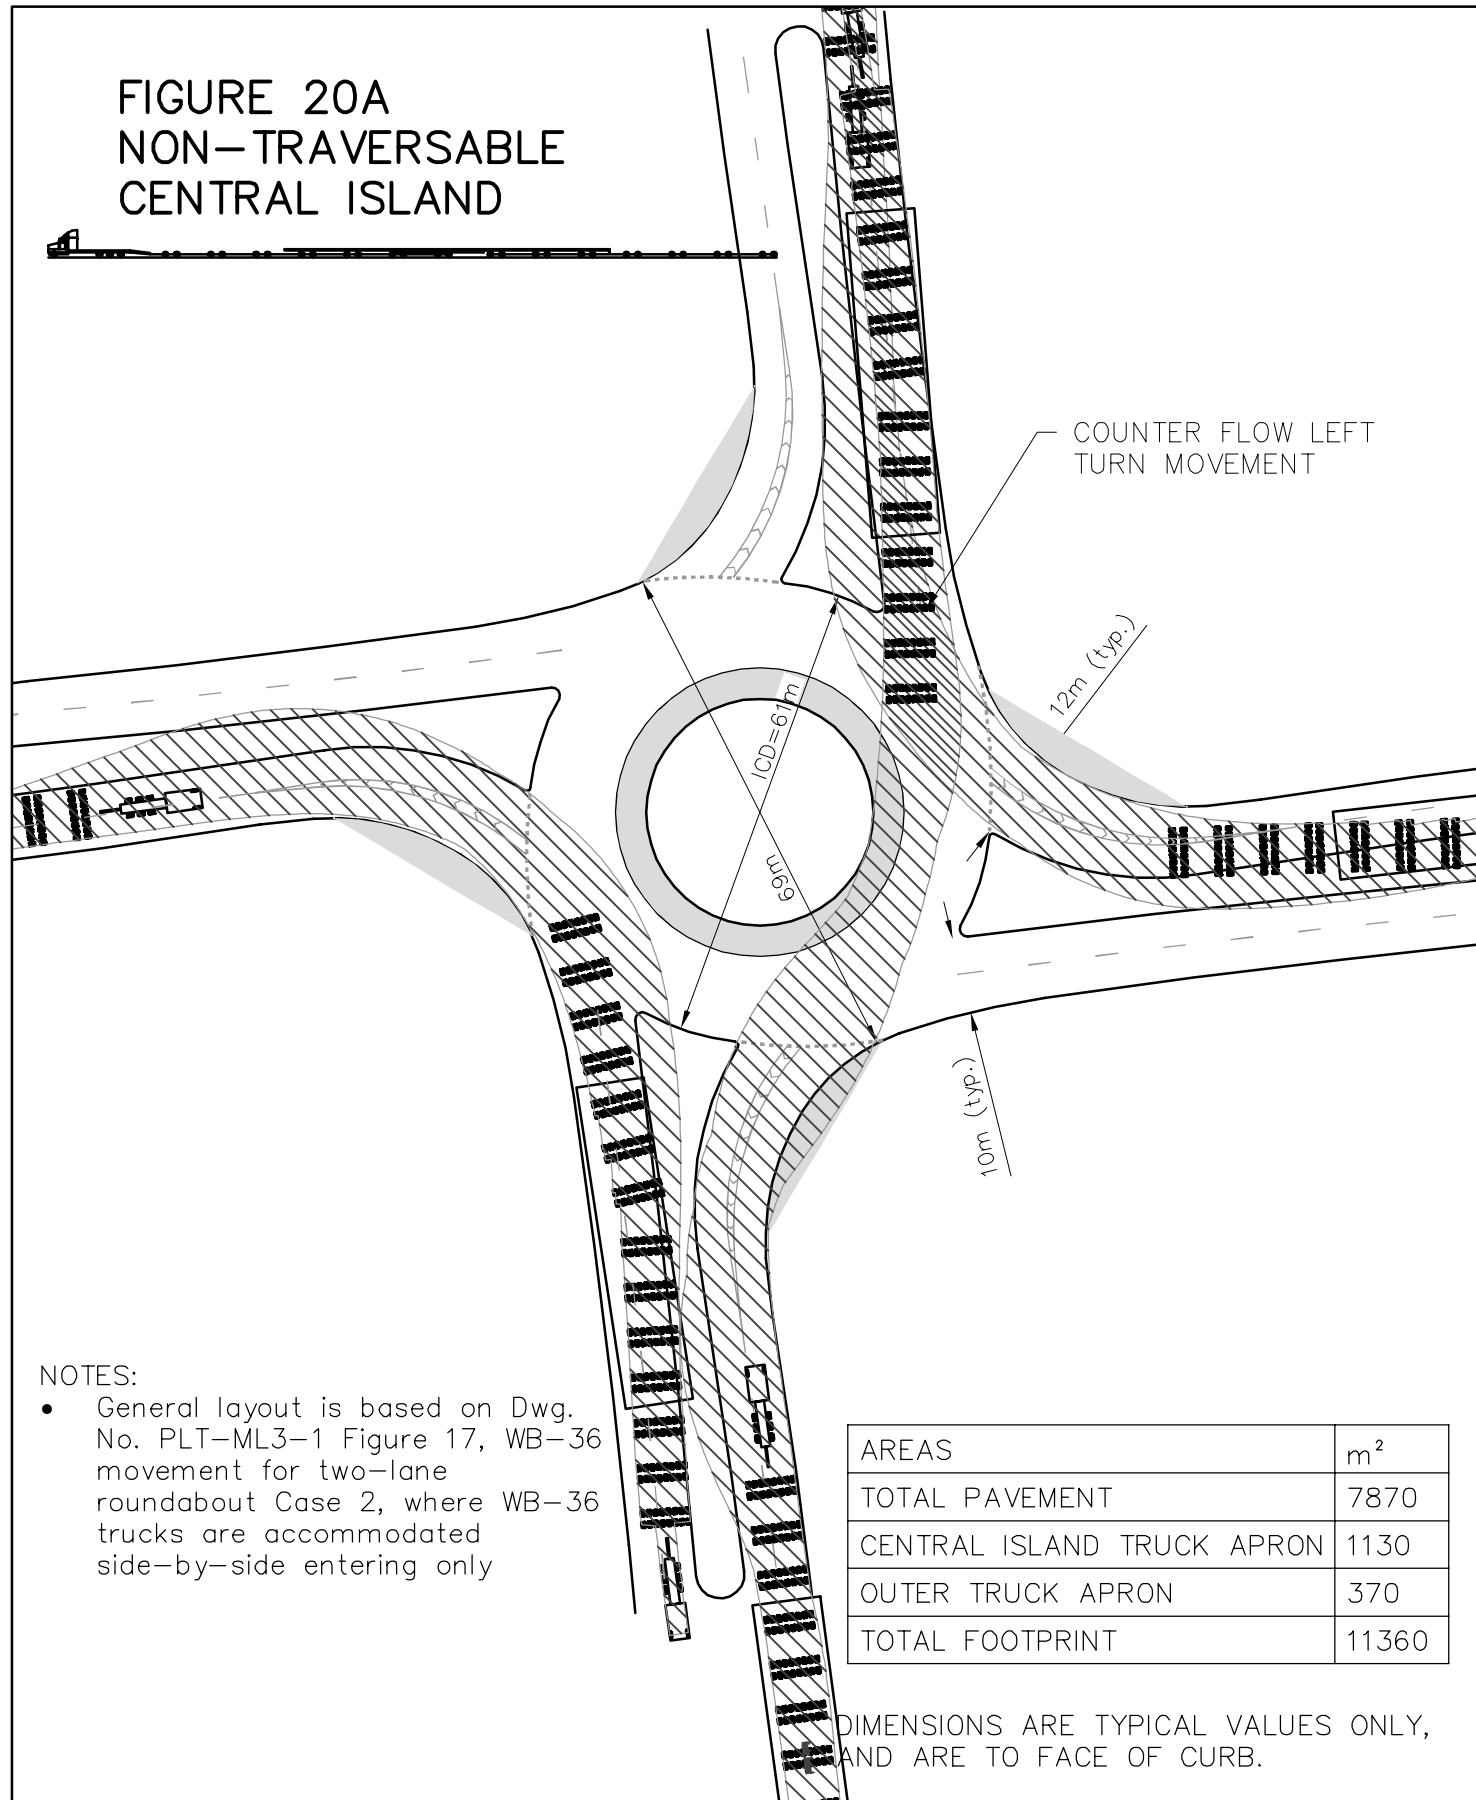 FIGURE 20A
NON-TRAVERSABLE
CENTRAL ISLAND
COUNTER FLOW LEFT
TURN MOVEMENT
12m (typ.)
ICD=61m
69m
10m (typ.)
NOTES:
• General layout is based on Dwg.
No. PLT-ML3-1 Figure 17, WB-36
movement for two-lane
roundabout Case 2, where WB-36
trucks are accommodated
side-by-side entering only
AREAS m²
TOTAL PAVEMENT 7870
CENTRAL ISLAND TRUCK APRON 1130
OUTER TRUCK APRON 370
TOTAL FOOTPRINT 11360
DIMENSIONS ARE TYPICAL VALUES ONLY,
AND ARE TO FACE OF CURB.